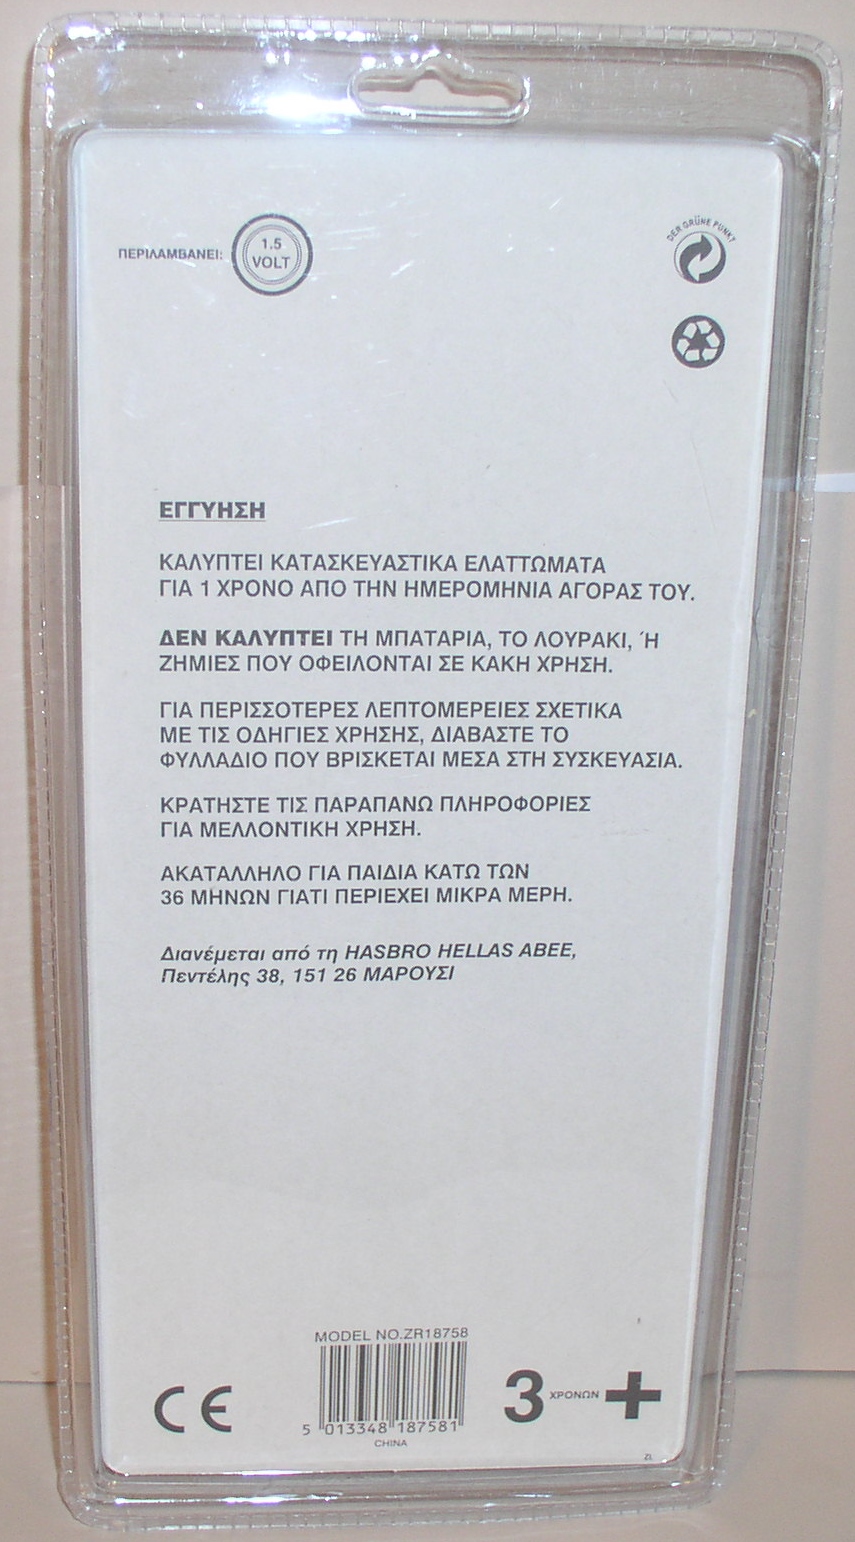 ΠΕΡΙΛΑΜΒΑΝΕΙ:
1.5
VOLT
DER GRÜNE PUNKT
ΕΓΓΥΗΣΗ
ΚΑΛΥΠΤΕΙ ΚΑΤΑΣΚΕΥΑΣΤΙΚΑ ΕΛΑΤΤΩΜΑΤΑ
ΓΙΑ 1 ΧΡΟΝΟ ΑΠΟ ΤΗΝ ΗΜΕΡΟΜΗΝΙΑ ΑΓΟΡΑΣ ΤΟΥ.
ΔΕΝ ΚΑΛΥΠΤΕΙ ΤΗ ΜΠΑΤΑΡΙΑ, ΤΟ ΛΟΥΡΑΚΙ, Ή
ΖΗΜΙΕΣ ΠΟΥ ΟΦΕΙΛΟΝΤΑΙ ΣΕ ΚΑΚΗ ΧΡΗΣΗ.
ΓΙΑ ΠΕΡΙΣΣΟΤΕΡΕΣ ΛΕΠΤΟΜΕΡΕΙΕΣ ΣΧΕΤΙΚΑ
ΜΕ ΤΙΣ ΟΔΗΓΙΕΣ ΧΡΗΣΗΣ, ΔΙΑΒΑΣΤΕ ΤΟ
ΦΥΛΛΑΔΙΟ ΠΟΥ ΒΡΙΣΚΕΤΑΙ ΜΕΣΑ ΣΤΗ ΣΥΣΚΕΥΑΣΙΑ.
ΚΡΑΤΗΣΤΕ ΤΙΣ ΠΑΡΑΠΑΝΩ ΠΛΗΡΟΦΟΡΙΕΣ
ΓΙΑ ΜΕΛΛΟΝΤΙΚΗ ΧΡΗΣΗ.
ΑΚΑΤΑΛΛΗΛΟ ΓΙΑ ΠΑΙΔΙΑ ΚΑΤΩ ΤΩΝ
36 ΜΗΝΩΝ ΓΙΑΤΙ ΠΕΡΙΕΧΕΙ ΜΙΚΡΑ ΜΕΡΗ.
Διανέμεται από τη HASBRO HELLAS ABEE,
Πεντέλης 38, 151 26 ΜΑΡΟΥΣΙ
MODEL NO.ZR18758
CE
5 013348 187581
CHINA
3 ΧΡΟΝΩΝ +
ZL